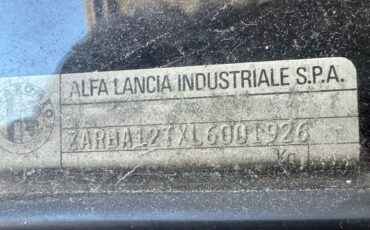 ALFA LANCIA INDUSTRIALE S.P.A.
ZARBA12TXL6001926
Kg